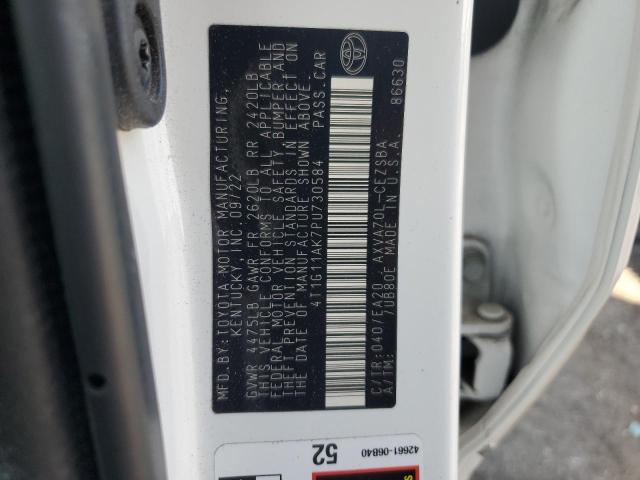 MFD.BY:TOYOTA MOTOR MANUFACTURING,
KENTUCKY, INC. 09/22
GVWR 4475LB GAWR FR 2620LB RR 2420LB
THIS VEHICLE CONFORMS TO ALL APPLICABLE
FEDERAL MOTOR VEHICLE SAFETY, BUMPER, AND
THEFT PREVENTION STANDARDS IN EFFECT ON
THE DATE OF MANUFACTURE SHOWN ABOVE.
4T1G11AK7PU730584 PASS.CAR
C/TR:040/EA20 AXVA70L-CEZSBA
A/TM: 7UB80E MADE IN U.S.A.
86630
42661-06B40
52